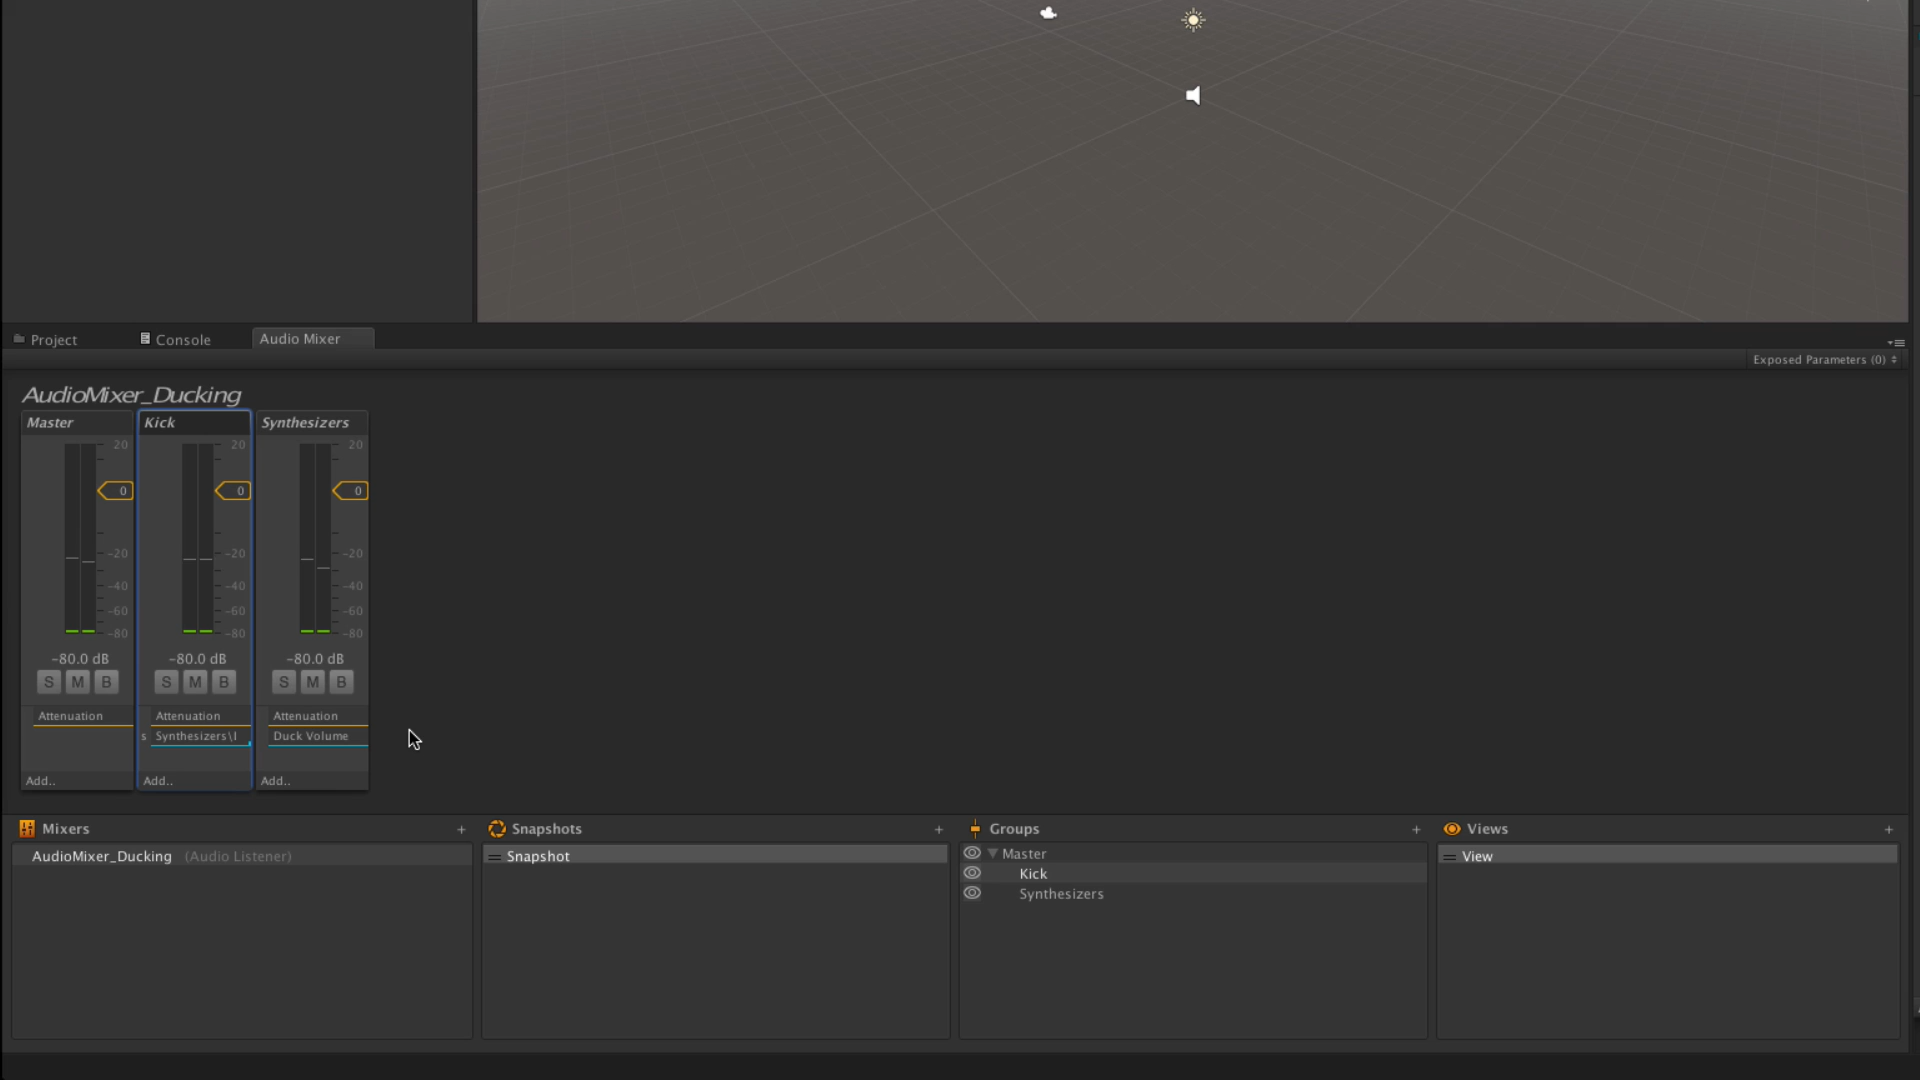 Project
Console
Audio Mixer
Exposed Parameters (0)
AudioMixer_Ducking
Master
Kick
Synthesizers
20
0
-20
-40
-60
-80
20
0
-20
-40
-60
-80
20
0
-20
-40
-60
-80
-80.0 dB
-80.0 dB
-80.0 dB
S M B
S M B
S M B
Attenuation
Attenuation
Attenuation
s Synthesizers\
Duck Volume
Add..
Add..
Add..
Mixers
AudioMixer_Ducking (Audio Listener)
Snapshots
Snapshot
Groups
Master
Kick
Synthesizers
Views
View